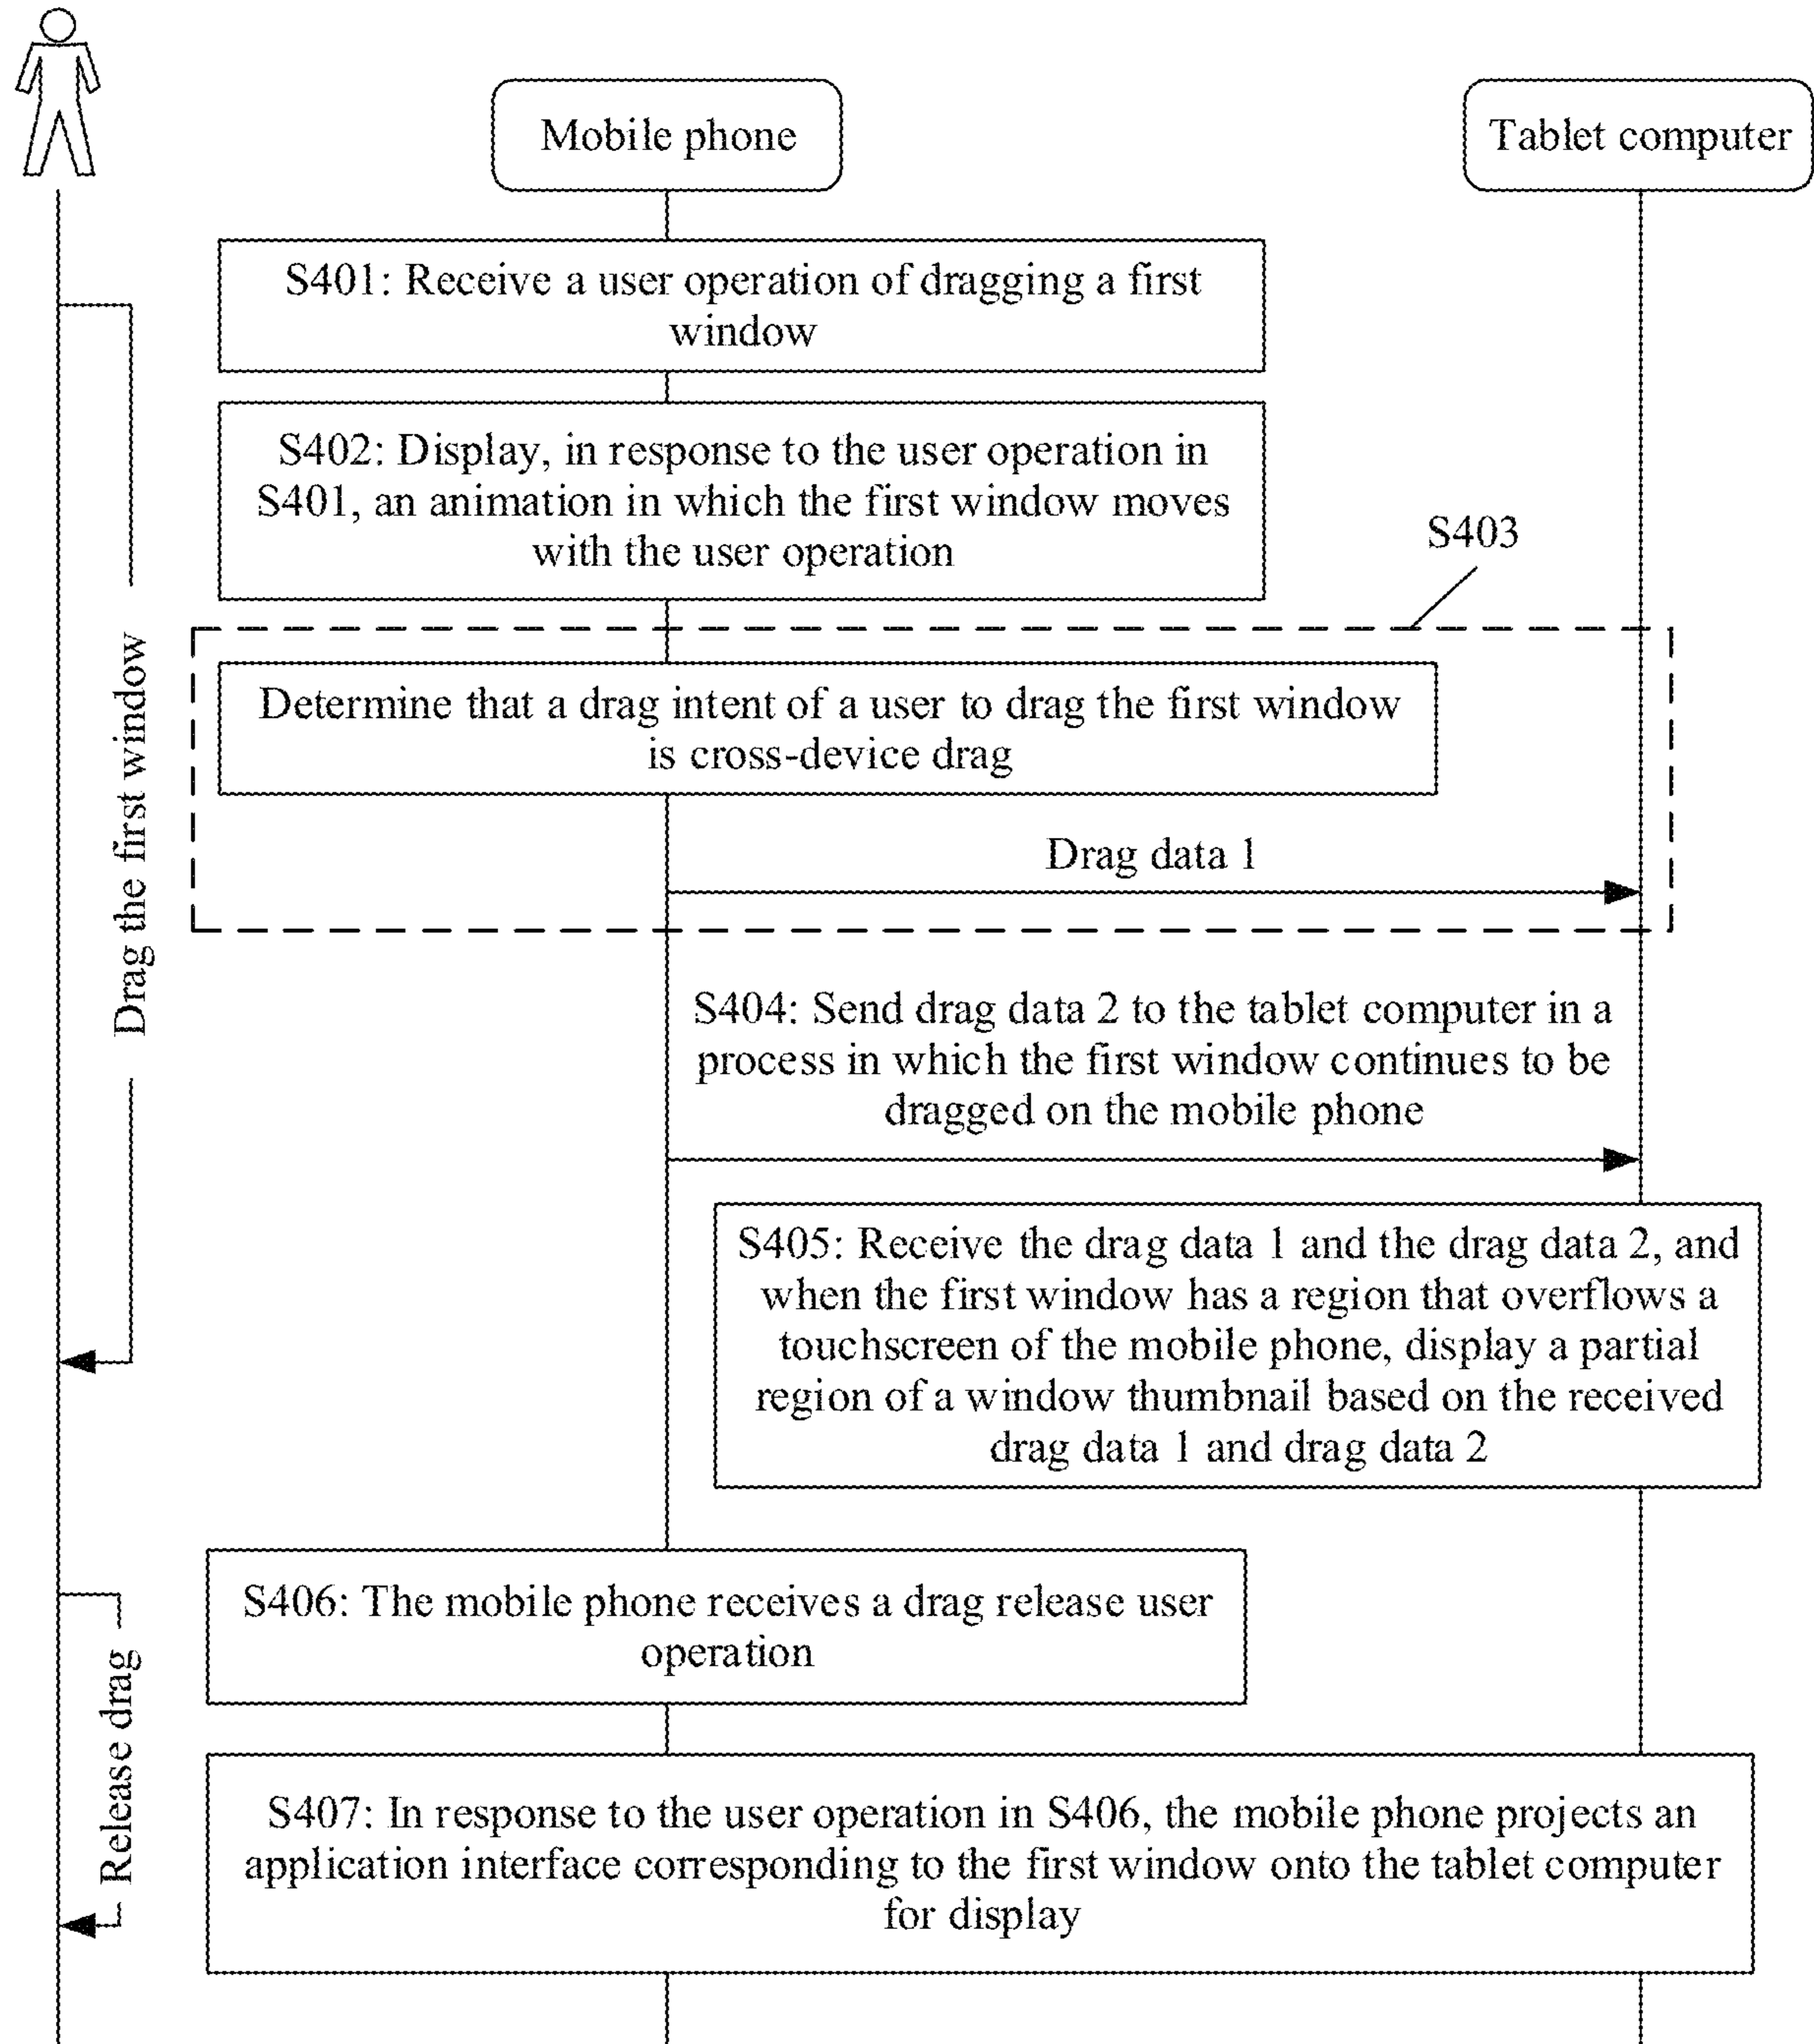 Mobile phone
Tablet computer
S401: Receive a user operation of dragging a first
window
S402: Display, in response to the user operation in
S401, an animation in which the first window moves
with the user operation
S403
Determine that a drag intent of a user to drag the first window
is cross-device drag
Drag the first window
Drag data 1
S404: Send drag data 2 to the tablet computer in a
process in which the first window continues to be
dragged on the mobile phone
S405: Receive the drag data 1 and the drag data 2, and
when the first window has a region that overflows a
touchscreen of the mobile phone, display a partial
region of a window thumbnail based on the received
drag data 1 and drag data 2
S406: The mobile phone receives a drag release user
operation
Release drag
S407: In response to the user operation in S406, the mobile phone projects an
application interface corresponding to the first window onto the tablet computer
for display